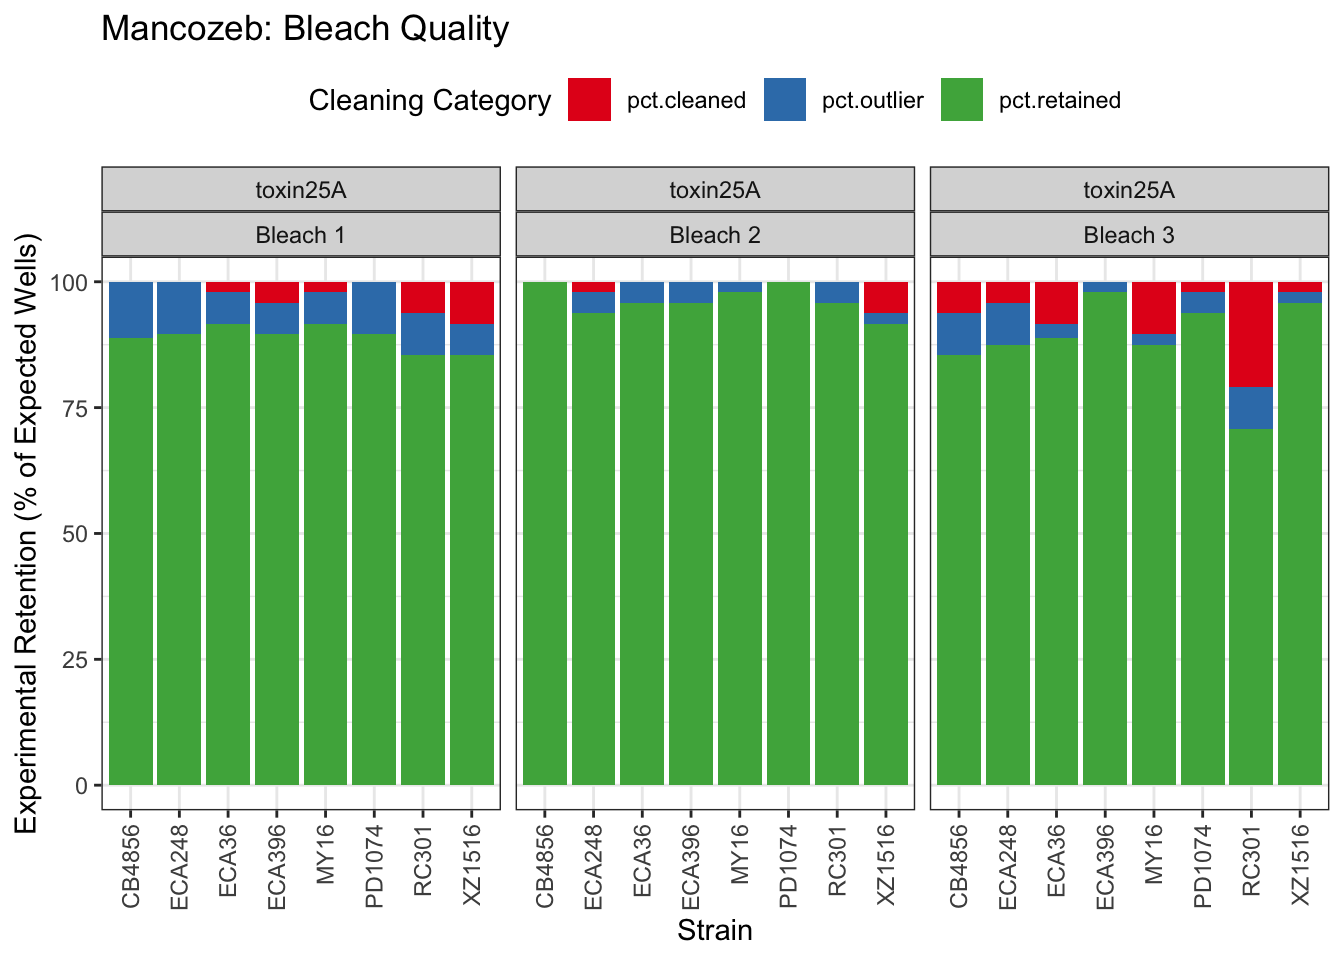 Mancozeb: Bleach Quality
Cleaning Category pct.cleaned pct.outlier pct.retained
toxin25A toxin25A toxin25A
Bleach 1 Bleach 2 Bleach 3
Experimental Retention (% of Expected Wells)
100
75
50
25
0
CB4856 ECA248 ECA36 ECA396 MY16 PD1074 RC301 XZ1516 CB4856 ECA248 ECA36 ECA396 MY16 PD1074 RC301 XZ1516 CB4856 ECA248 ECA36 ECA396 MY16 PD1074 RC301 XZ1516
Strain